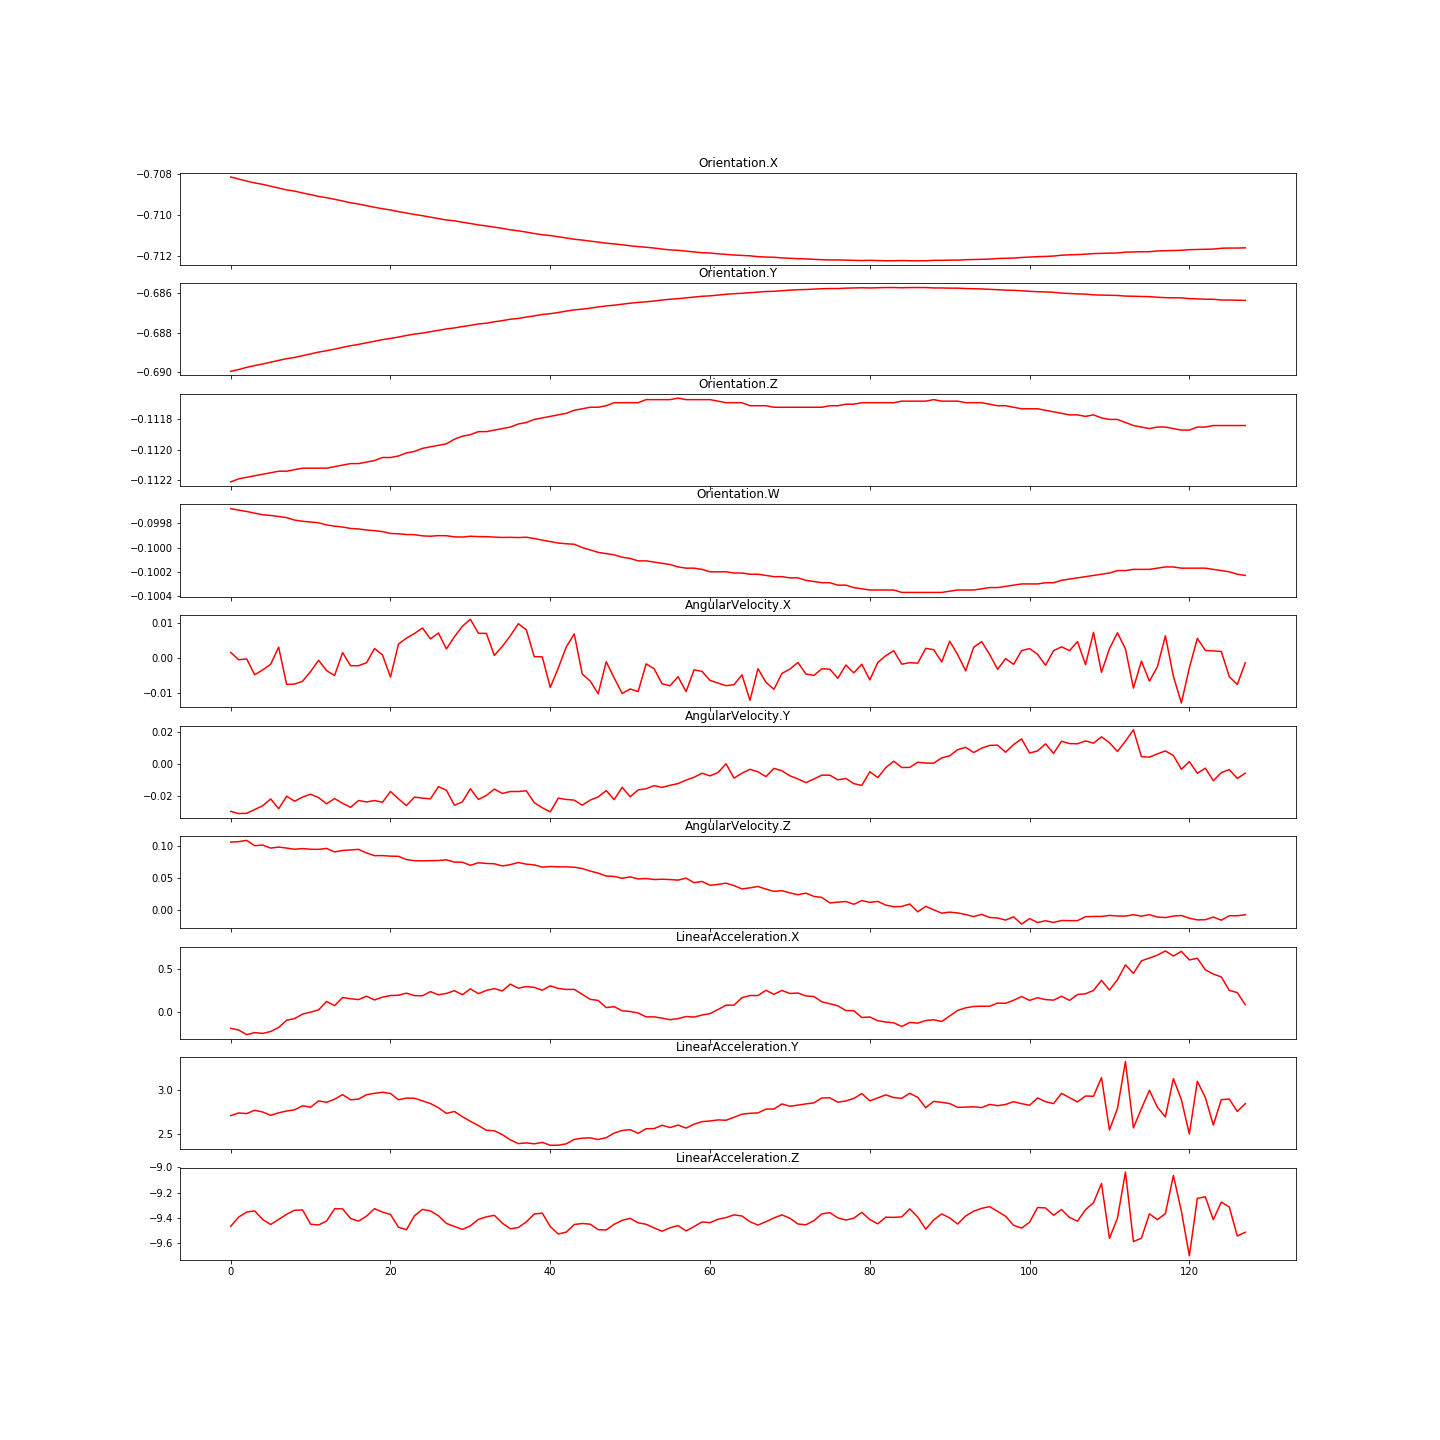 Orientation.X
−0.708
−0.710
−0.712
Orientation.Y
−0.686
−0.688
−0.690
Orientation.Z
−0.1118
−0.1120
−0.1122
Orientation.W
−0.0998
−0.1000
−0.1002
−0.1004
AngularVelocity.X
0.01
0.00
−0.01
AngularVelocity.Y
0.02
0.00
−0.02
AngularVelocity.Z
0.10
0.05
0.00
LinearAcceleration.X
0.5
0.0
LinearAcceleration.Y
3.0
2.5
LinearAcceleration.Z
−9.0
−9.2
−9.4
−9.6
0 20 40 60 80 100 120